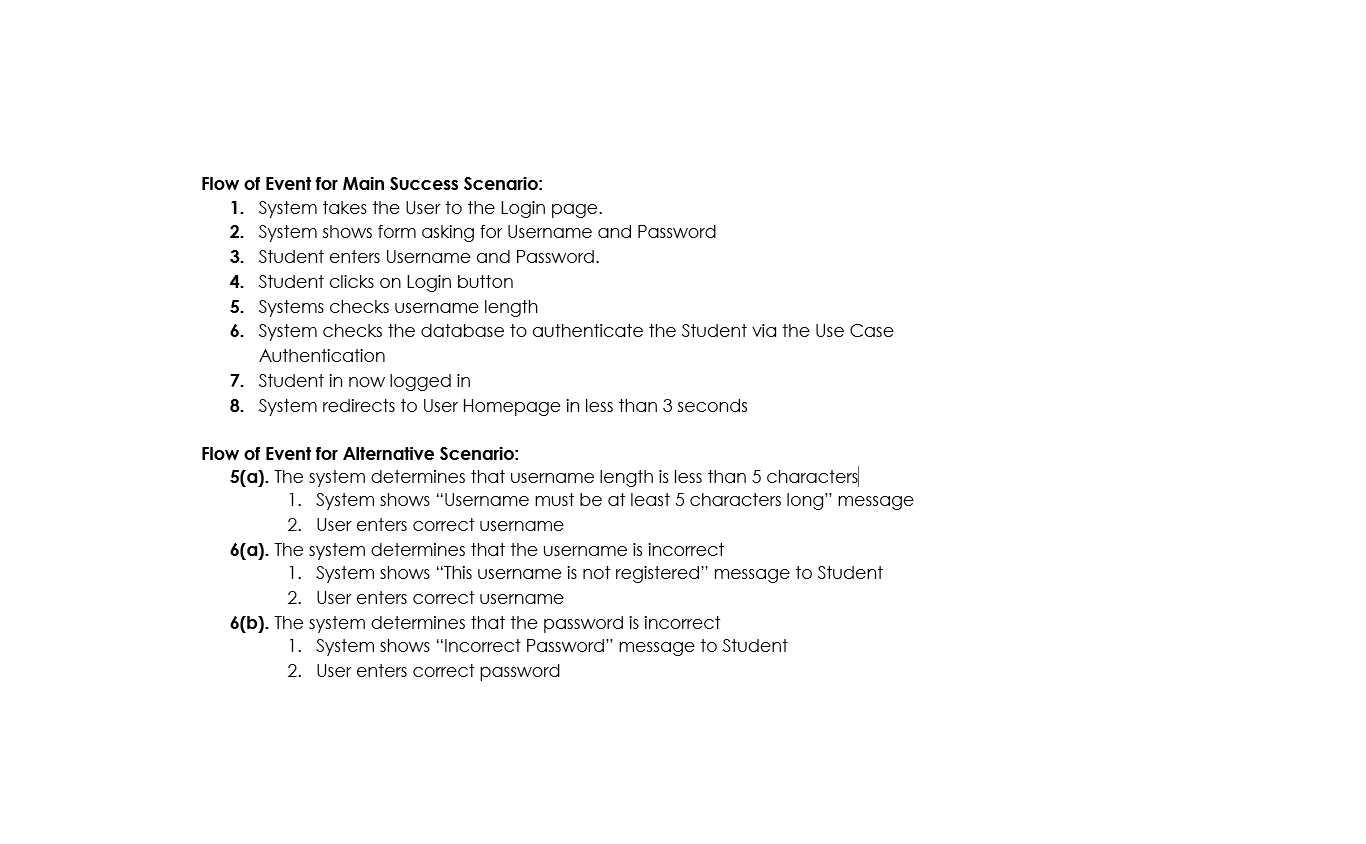 Flow of Event for Main Success Scenario:
1. System takes the User to the Login page.
2. System shows form asking for Username and Password
3. Student enters Username and Password.
4. Student clicks on Login button
5. Systems checks username length
6. System checks the database to authenticate the Student via the Use Case
Authentication
7. Student in now logged in
8. System redirects to User Homepage in less than 3 seconds
Flow of Event for Alternative Scenario:
5(a). The system determines that username length is less than 5 characters
1. System shows “Username must be at least 5 characters long” message
2. User enters correct username
6(a). The system determines that the username is incorrect
1. System shows “This username is not registered” message to Student
2. User enters correct username
6(b). The system determines that the password is incorrect
1. System shows “Incorrect Password” message to Student
2. User enters correct password